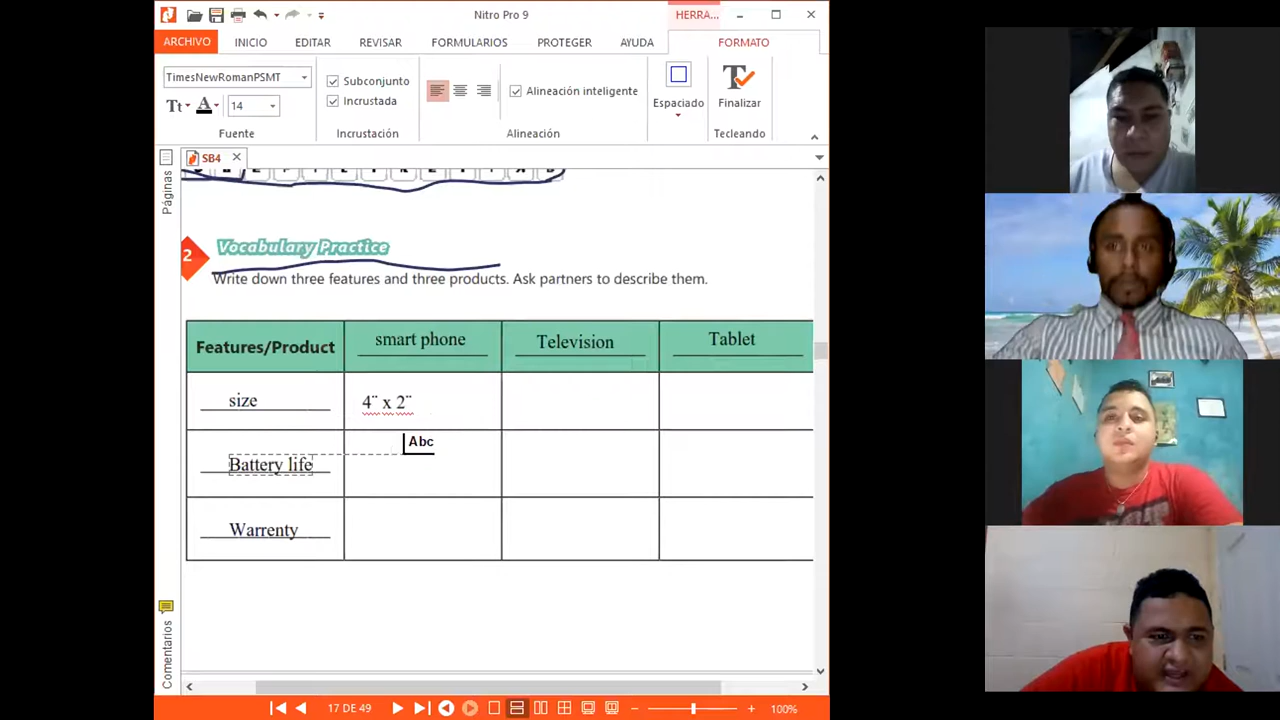 Nitro Pro 9
HERRA...
ARCHIVO INICIO EDITAR REVISAR FORMULARIOS PROTEGER AYUDA FORMATO
TimesNewRomanPSMT
Subconjunto
Incrustada
Tt A 14
Alineación inteligente
Espaciado
Finalizar
Fuente Incrustación Alineación Tecleando
SB4
Páginas
2 Vocabulary Practice
Write down three features and three products. Ask partners to describe them.
Features/Product smart phone Television Tablet
size 4¨ x 2¨
Abc
Battery life
Warrenty
Comentarios
17 DE 49
100%